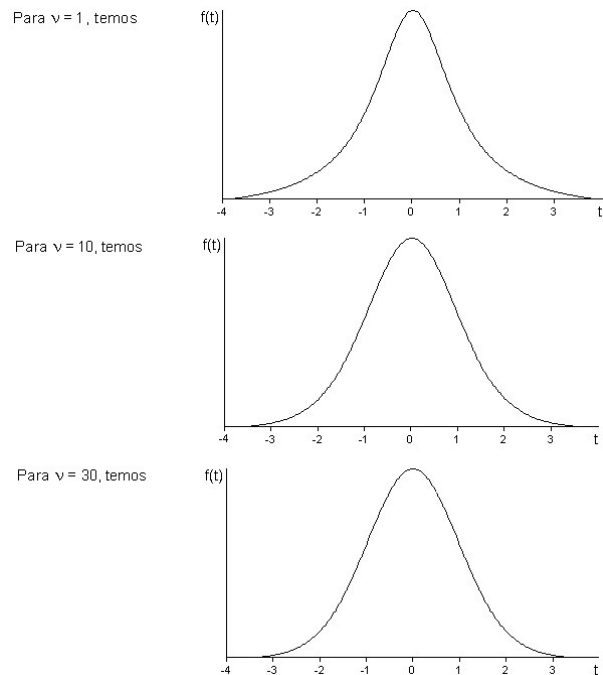 Para ν = 1, temos
f(t)
-4 -3 -2 -1 0 1 2 3 t
Para ν = 10, temos
f(t)
-4 -3 -2 -1 0 1 2 3 t
Para ν = 30, temos
f(t)
-4 -3 -2 -1 0 1 2 3 t